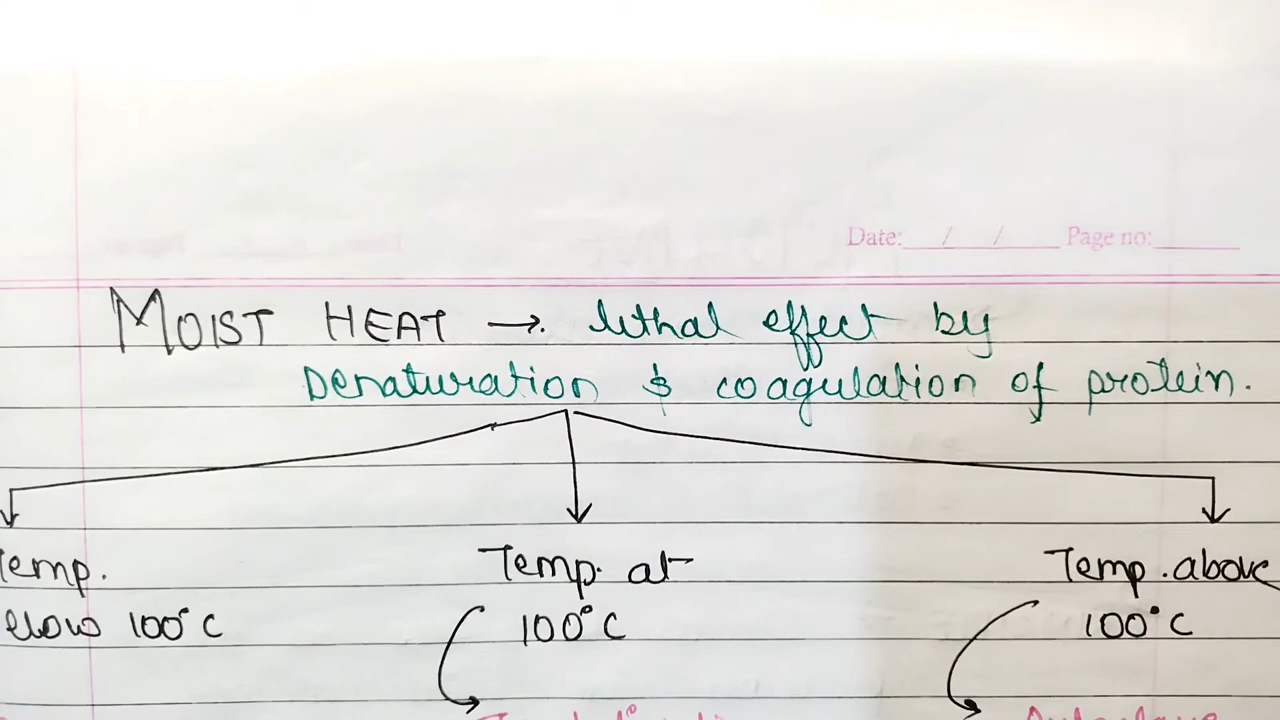 Date: / / Page no:
MOIST HEAT → lethal effect by
Denaturation & coagulation of protein.
Temp. Temp. at Temp. above
elow 100°C 100°C 100°C